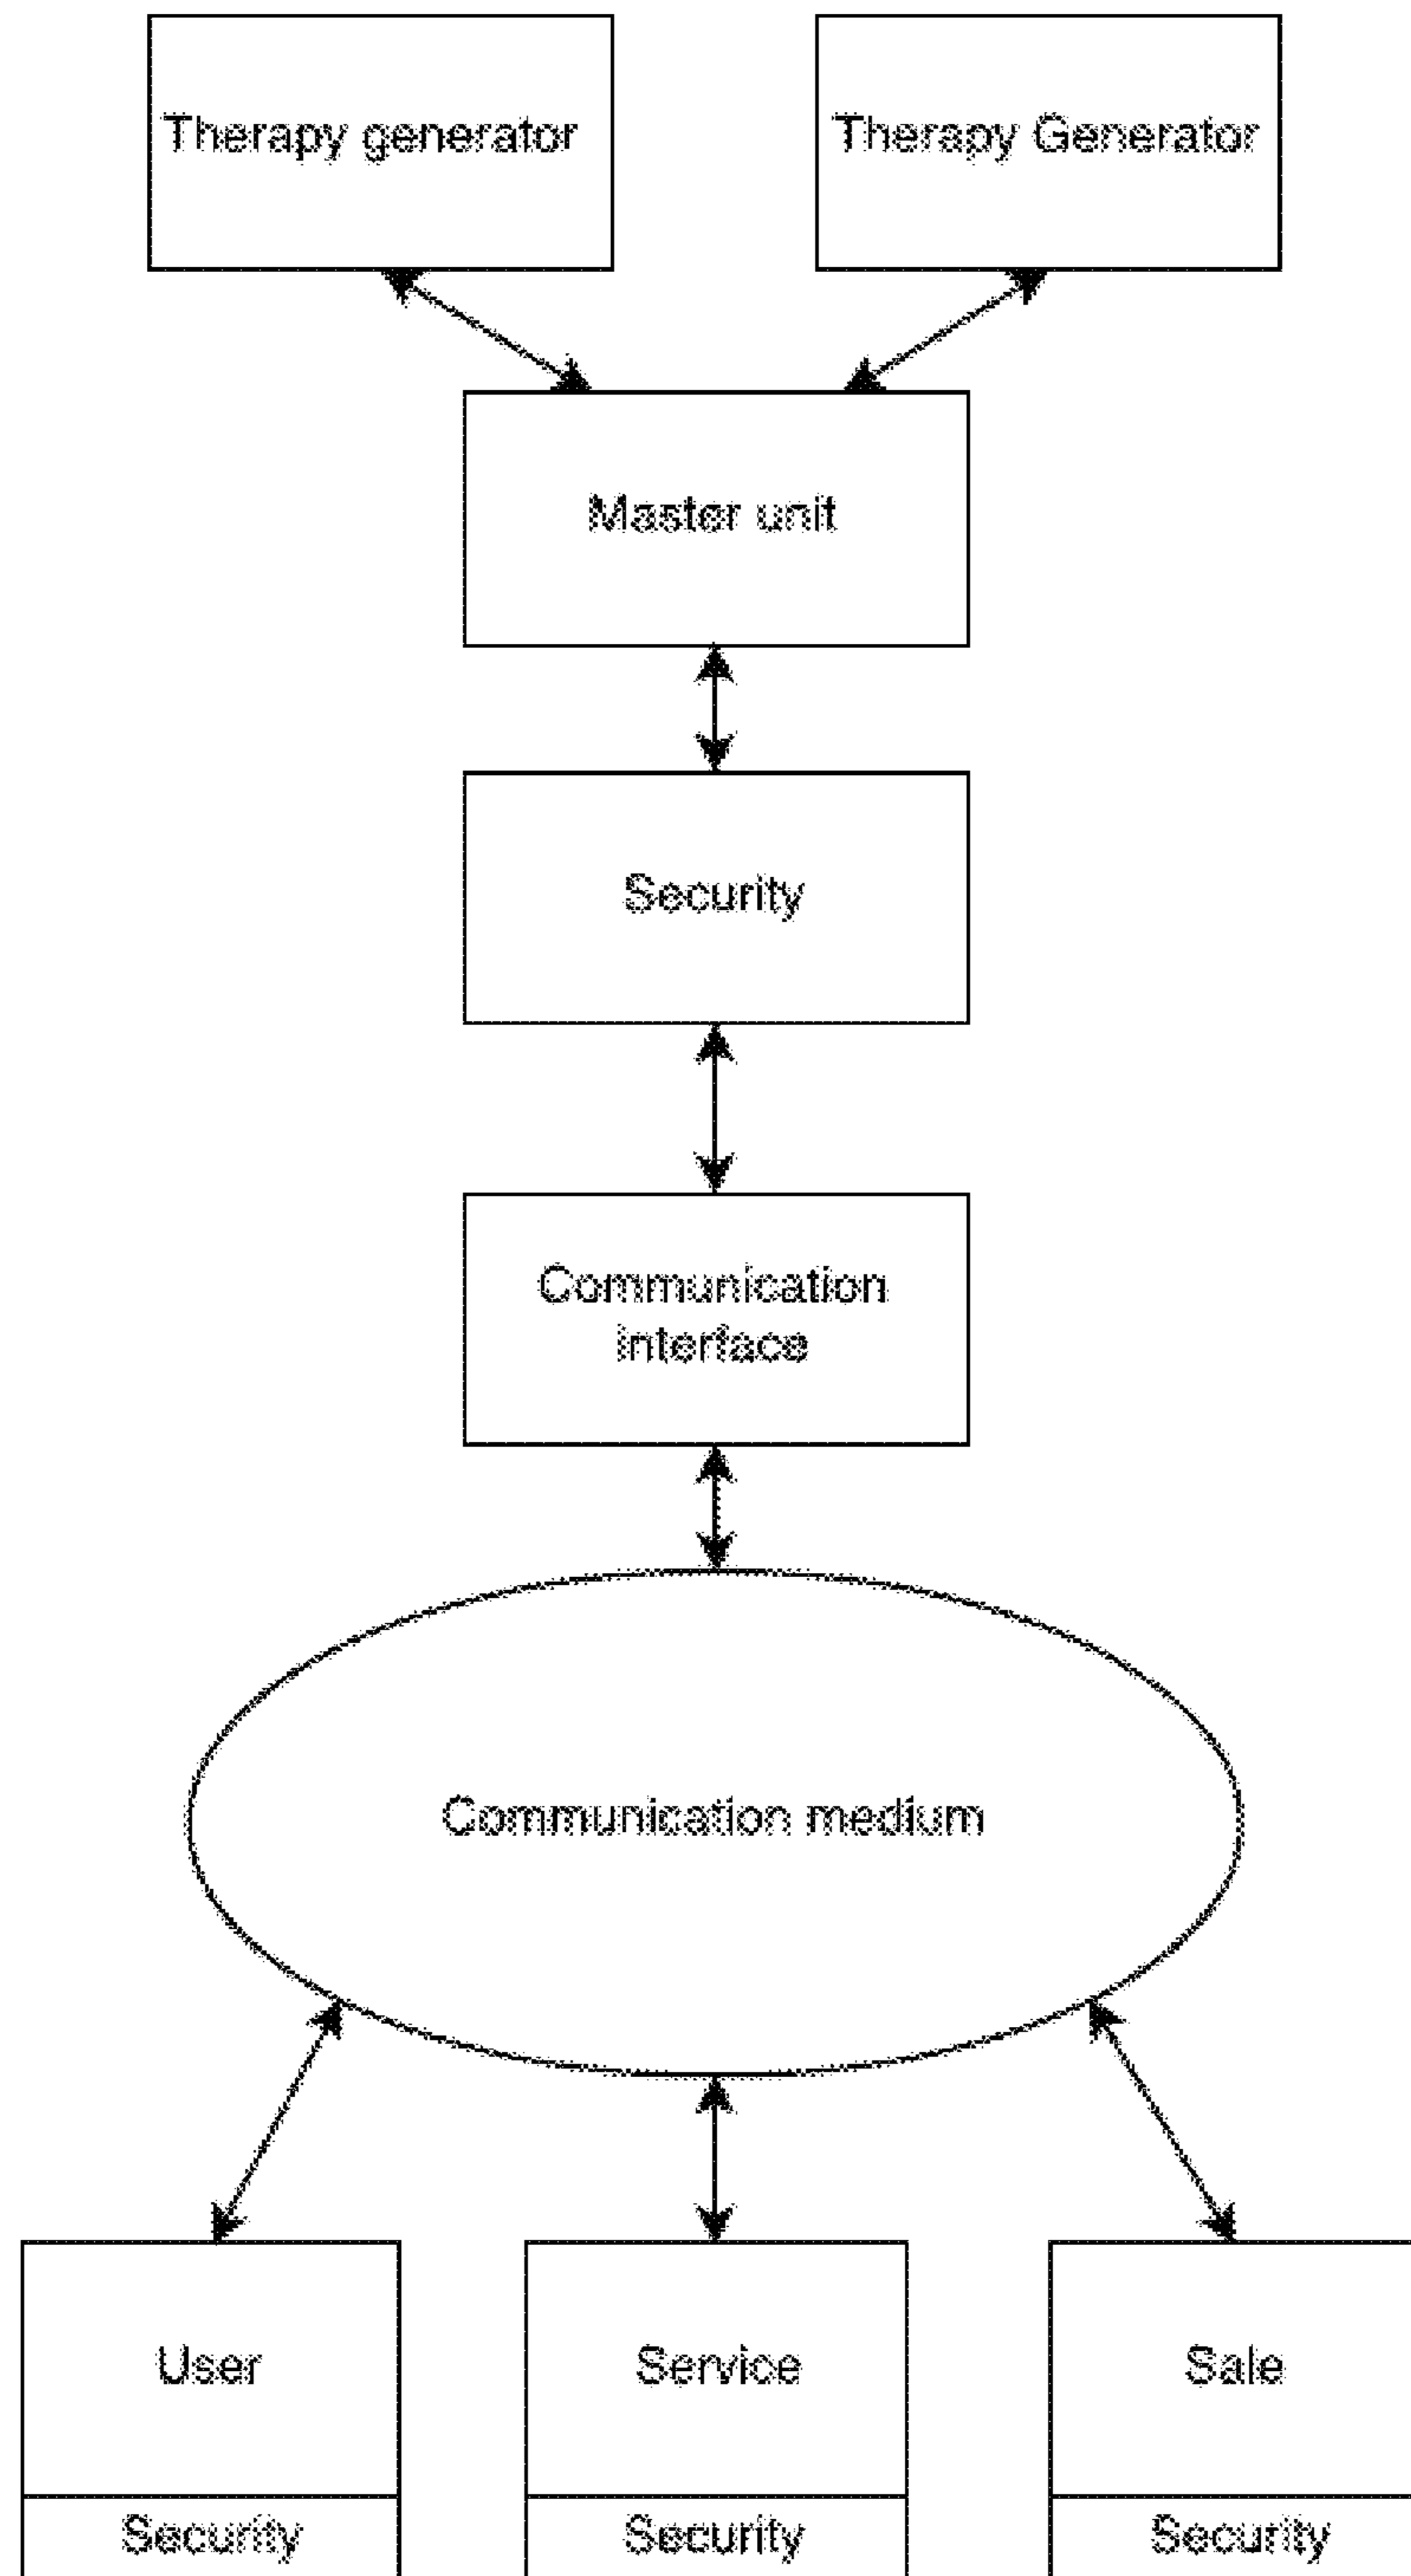 Therapy generator
Therapy Generator
Master unit
Security
Communication
interface
Communication medium
User
Service
Sale
Security
Security
Security